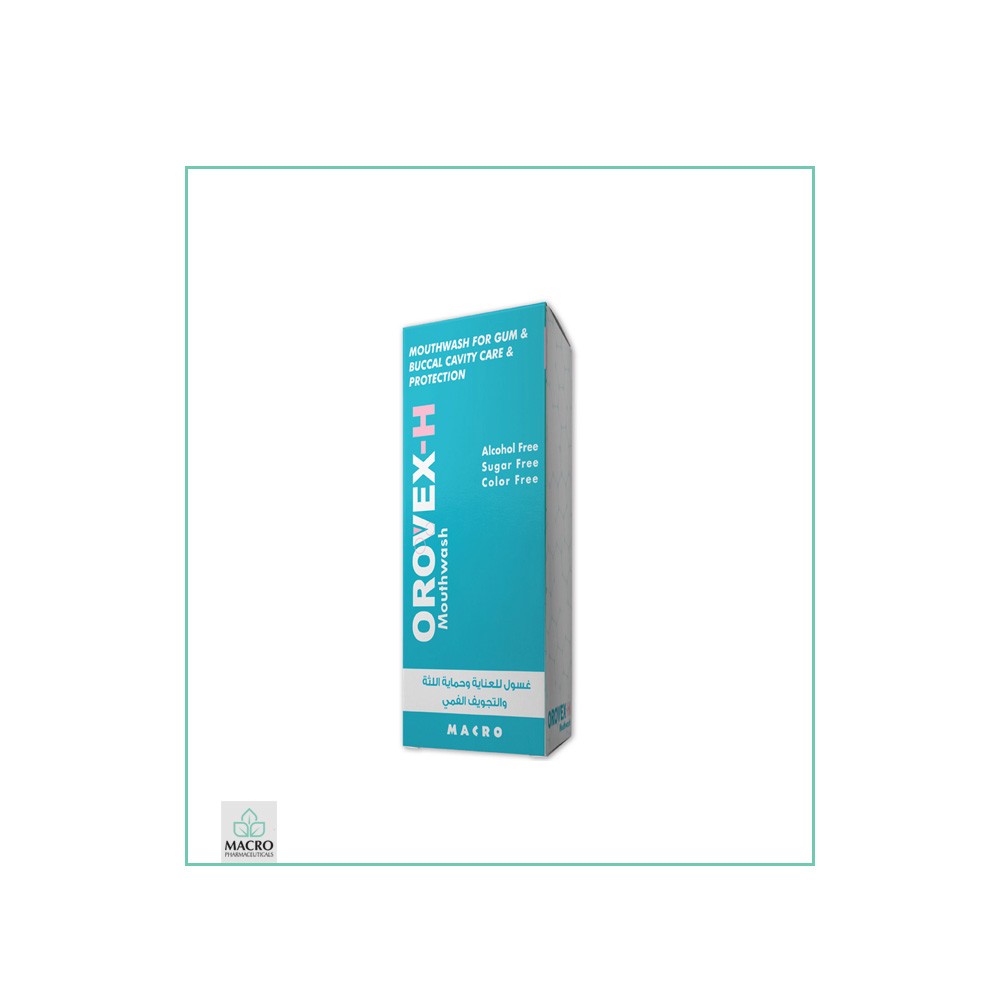 MOUTHWASH FOR GUM &
BUCCAL CAVITY CARE &
PROTECTION
OROVEX-H
Mouthwash
Alcohol Free
Sugar Free
Color Free
غسول للعناية وحماية اللثة
والتجويف الفمي
MACRO
OROVEX
Mouthwash
MACRO
PHARMACEUTICALS